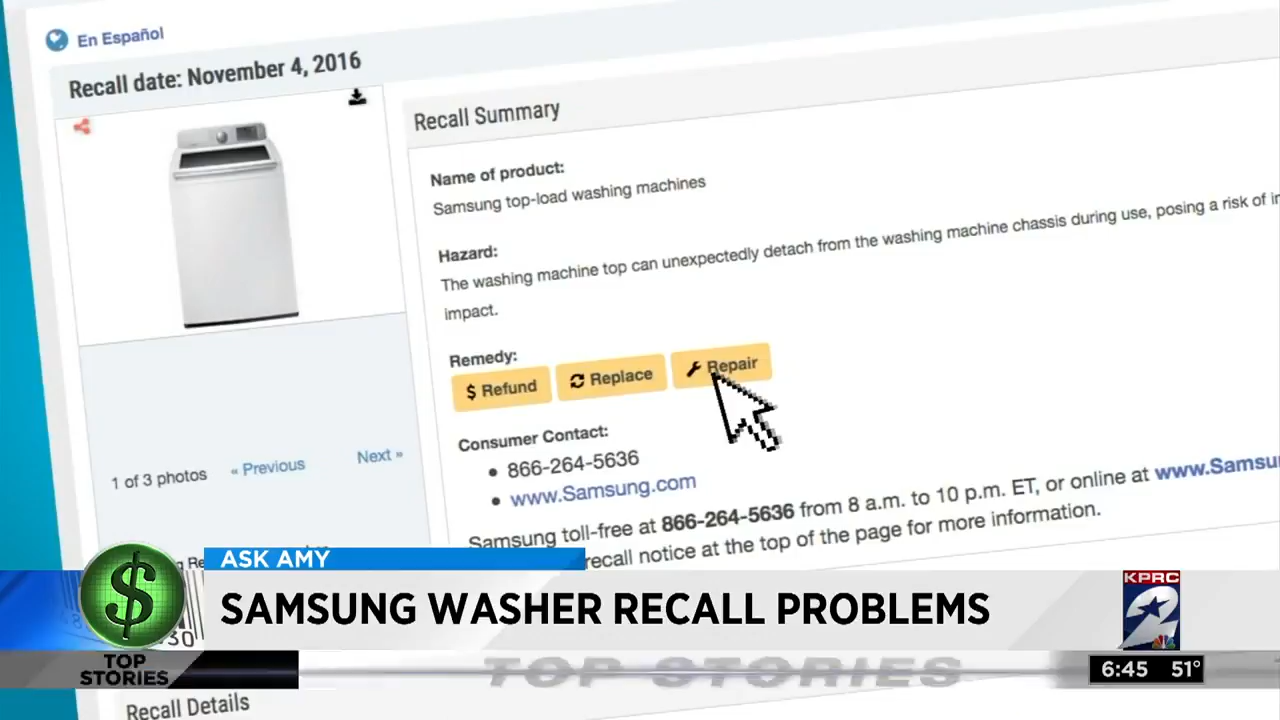 En Español
Recall date: November 4, 2016
Recall Summary
Name of product:
Samsung top-load washing machines
Hazard:
The washing machine top can unexpectedly detach from the washing machine chassis during use, posing a risk of
impact.
Remedy:
$ Refund Replace Repair
Consumer Contact:
866-264-5636
www.Samsung.com
1 of 3 photos « Previous Next »
Samsung toll-free at 866-264-5636 from 8 a.m. to 10 p.m. ET, or online at www.Samsu
recall notice at the top of the page for more information.
ASK AMY
$
SAMSUNG WASHER RECALL PROBLEMS
KPRC
2
TOP
STORIES
TOP STORIES
6:45 51°
Recall Details